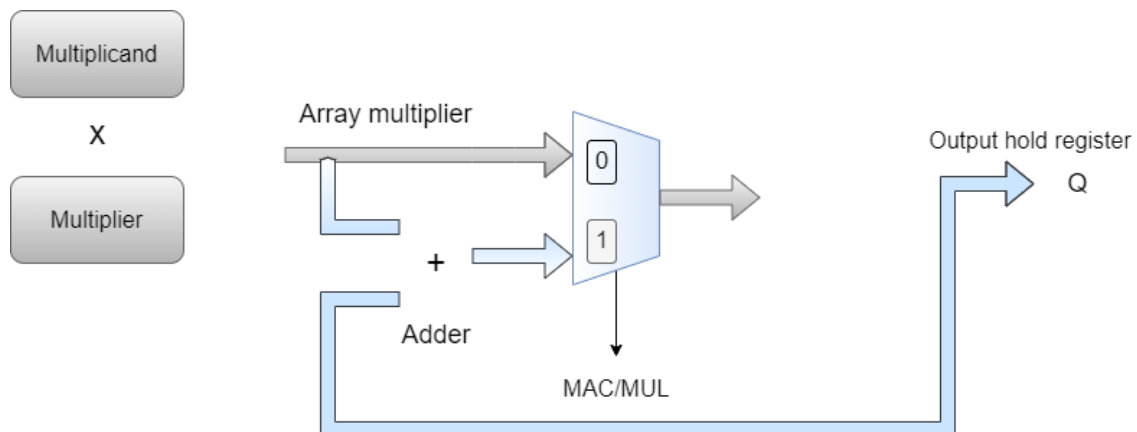 Multiplicand
X
Multiplier
Array multiplier
0
1
+
Adder
MAC/MUL
Output hold register
Q